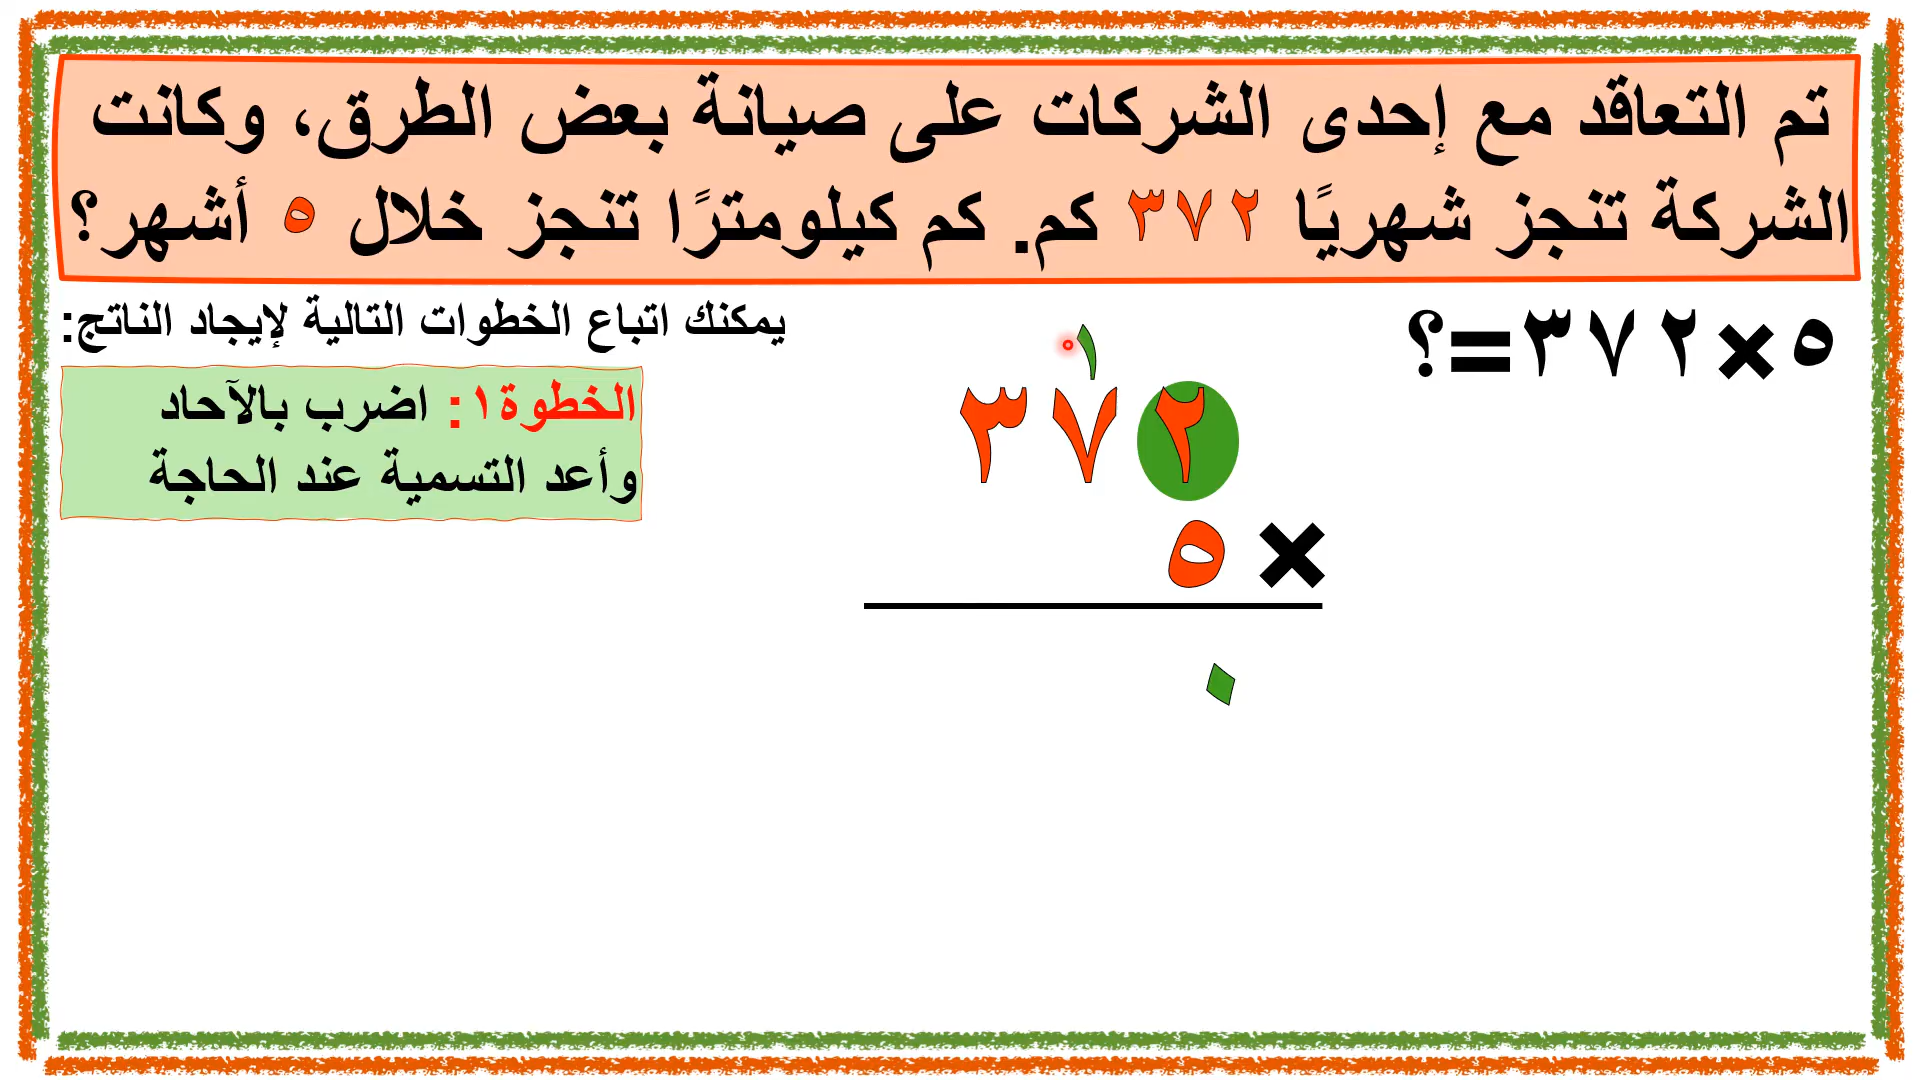 تم التعاقد مع إحدى الشركات على صيانة بعض الطرق، وكانت
الشركة تنجز شهريًا ٣٧٢ كم. كم كيلومترًا تنجز خلال ٥ أشهر؟
٥×٣٧٢=؟
يمكنك اتباع الخطوات التالية لإيجاد الناتج:
الخطوة١: اضرب بالآحاد
وأعد التسمية عند الحاجة
١
٣٧٢
× ٥
٠